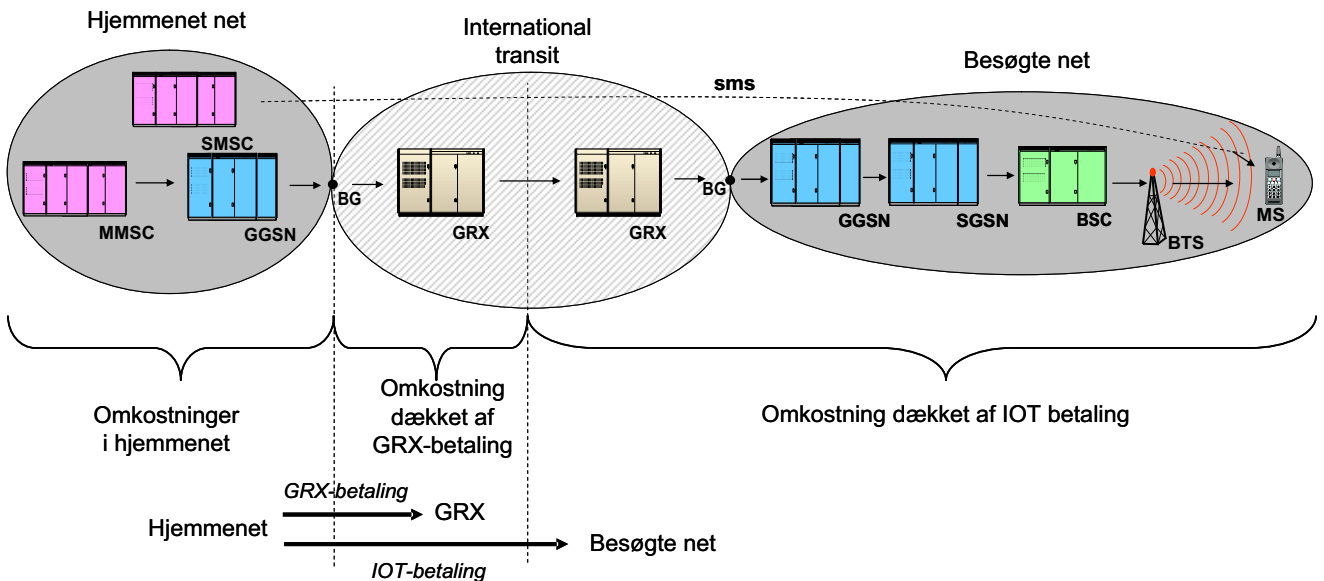 Hjemmenet net
International
transit
Besøgte net
sms
SMSC
MMSC
GGSN
BG
GRX
GRX
BG
GGSN
SGSN
BSC
BTS
MS
Omkostninger
i hjemmenet
Omkostning
dækket af
GRX-betaling
Omkostning dækket af IOT betaling
GRX-betaling
Hjemmenet
GRX
Besøgte net
IOT-betaling